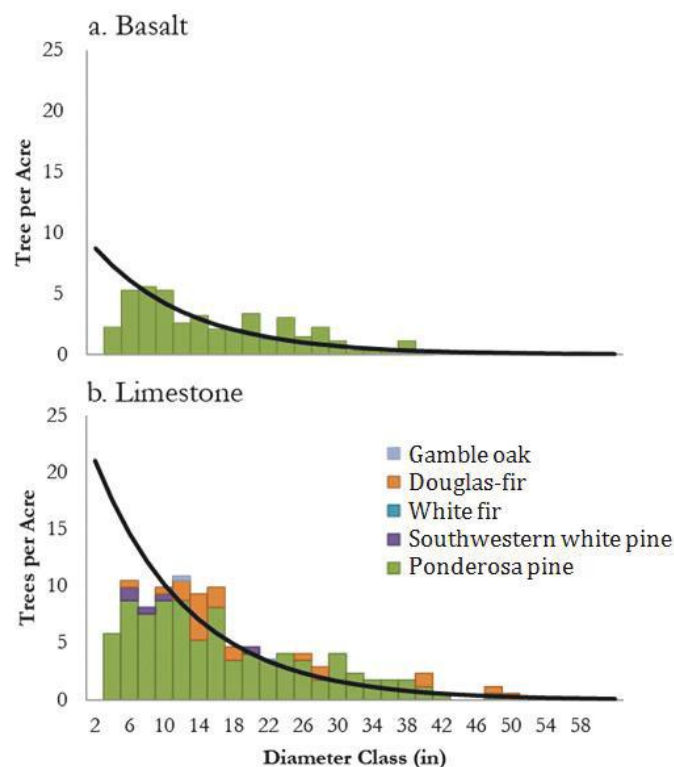 a. Basalt
25
20
15
10
5
0
Tree per Acre
b. Limestone
25
20
15
10
5
0
Trees per Acre
Gamble oak
Douglas-fir
White fir
Southwestern white pine
Ponderosa pine
2 6 10 14 18 22 26 30 34 38 42 46 50 54 58
Diameter Class (in)